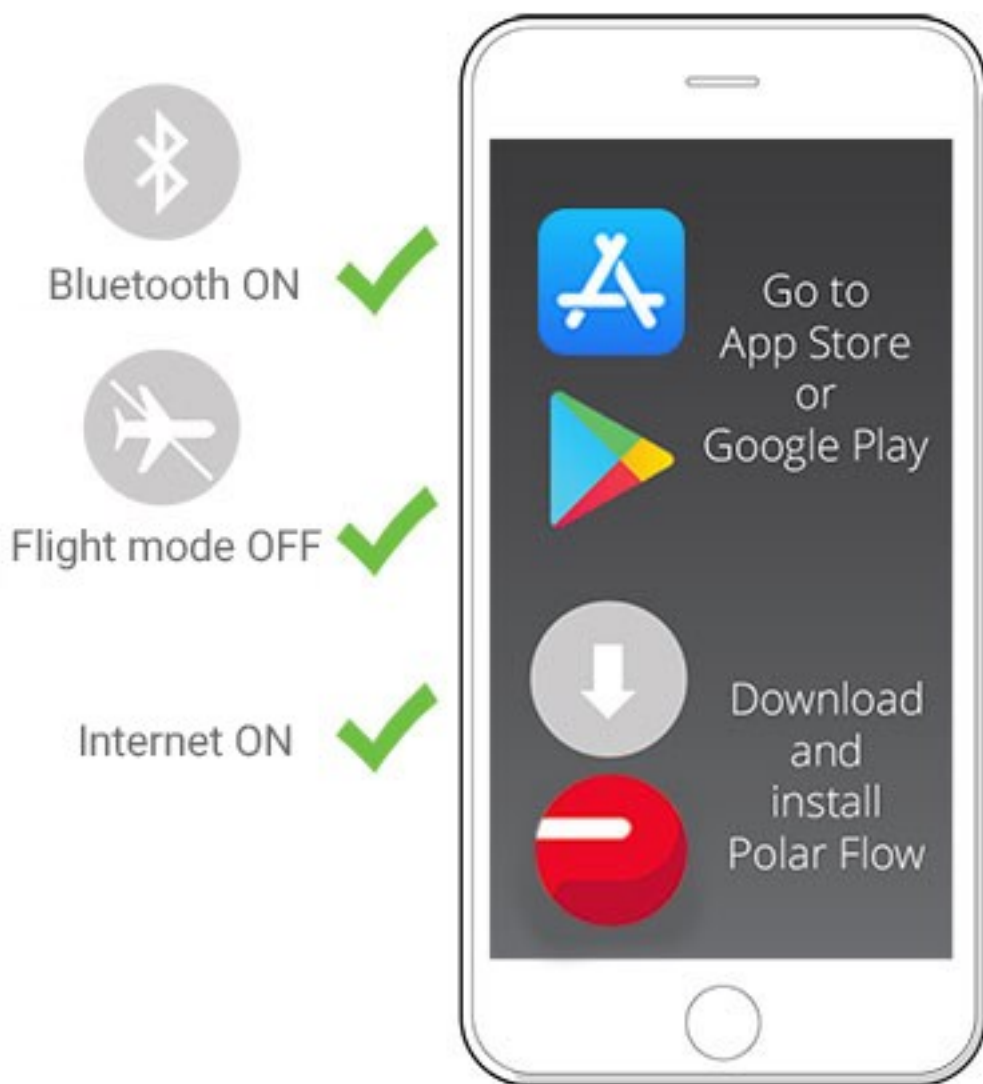 Bluetooth ON
Flight mode OFF
Internet ON
Go to
App Store
or
Google Play
Download
and
install
Polar Flow